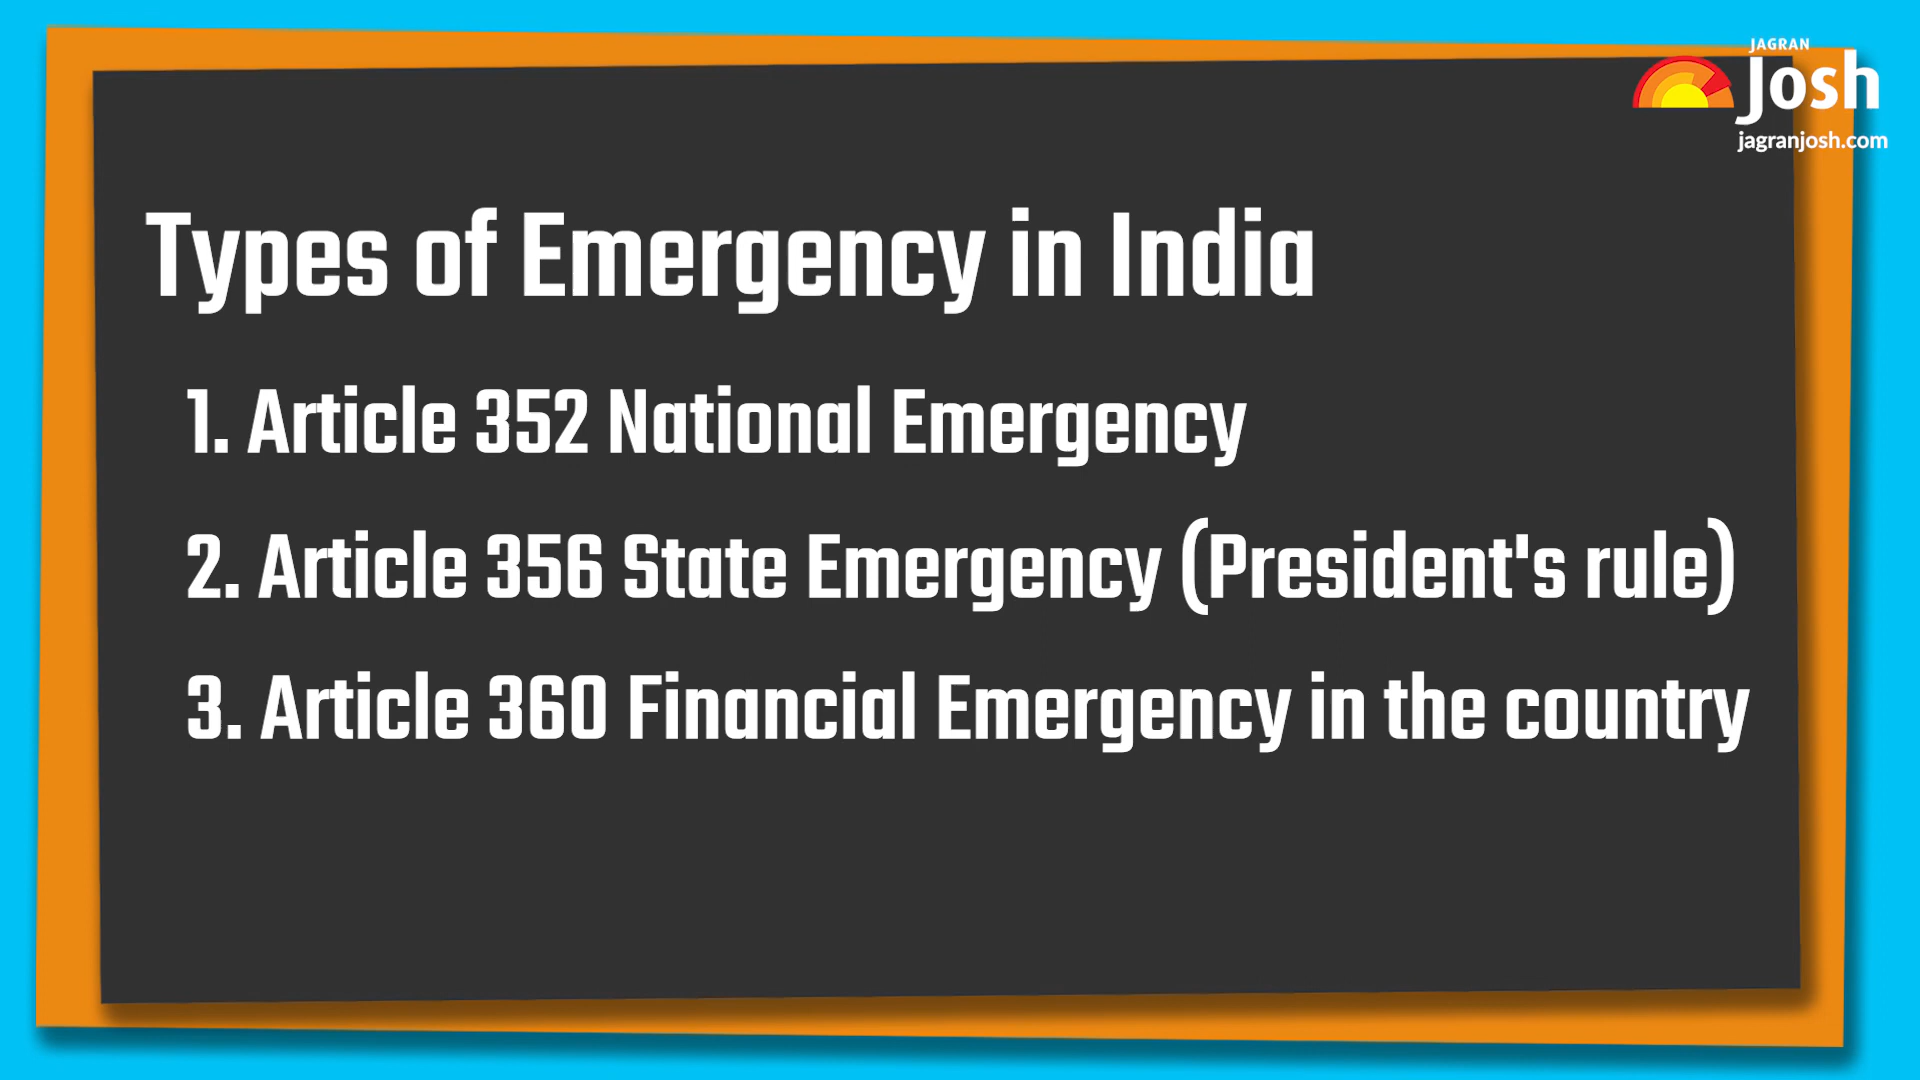 JAGRAN
Josh
jagranjosh.com
Types of Emergency in India
1. Article 352 National Emergency
2. Article 356 State Emergency (President's rule)
3. Article 360 Financial Emergency in the country